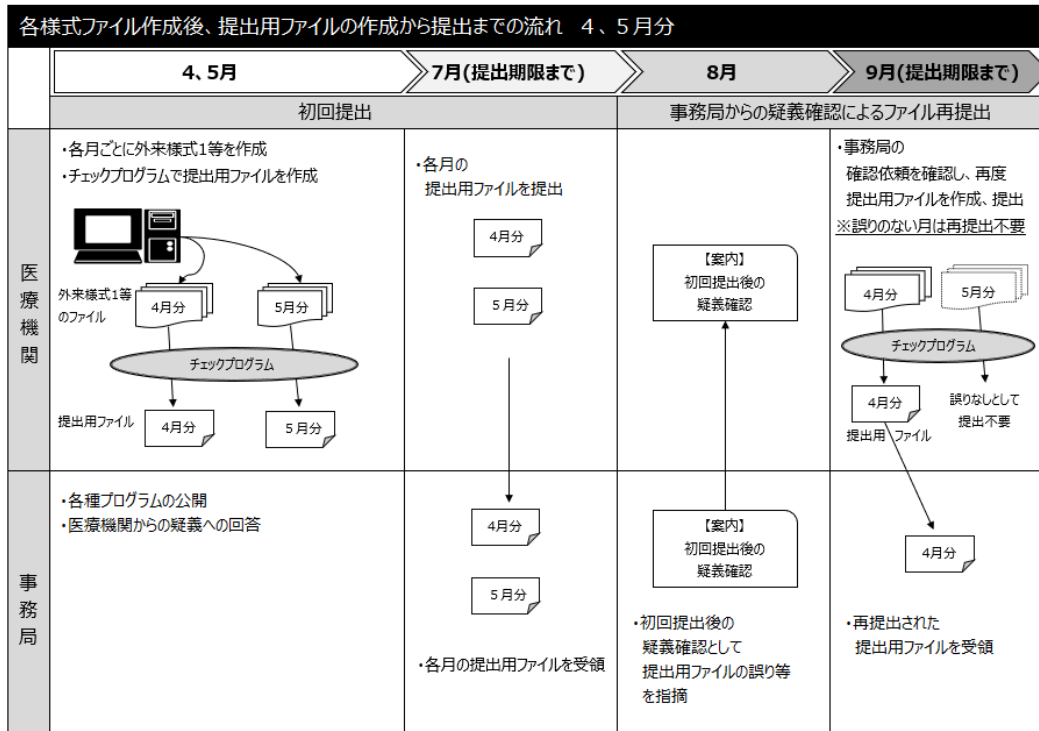 各様式ファイル作成後、提出用ファイルの作成から提出までの流れ 4、5月分
4、5月
7月(提出期限まで)
8月
9月(提出期限まで)
初回提出
事務局からの疑義確認によるファイル再提出
医療機関
・各月ごとに外来様式1等を作成
・チェックプログラムで提出用ファイルを作成
外来様式1等
のファイル
4月分
5月分
チェックプログラム
提出用ファイル
4月分
5月分
・各月の
提出用ファイルを提出
4月分
5月分
【案内】
初回提出後の
疑義確認
・事務局の
確認依頼を確認し、再度
提出用ファイルを作成、提出
※誤りのない月は再提出不要
4月分
5月分
チェックプログラム
4月分
提出用 ファイル
誤りなしとして
提出不要
事務局
・各種プログラムの公開
・医療機関からの疑義への回答
4月分
5月分
・各月の提出用ファイルを受領
【案内】
初回提出後の
疑義確認
・初回提出後の
疑義確認として
提出用ファイルの誤り等
を指摘
4月分
・再提出された
提出用ファイルを受領